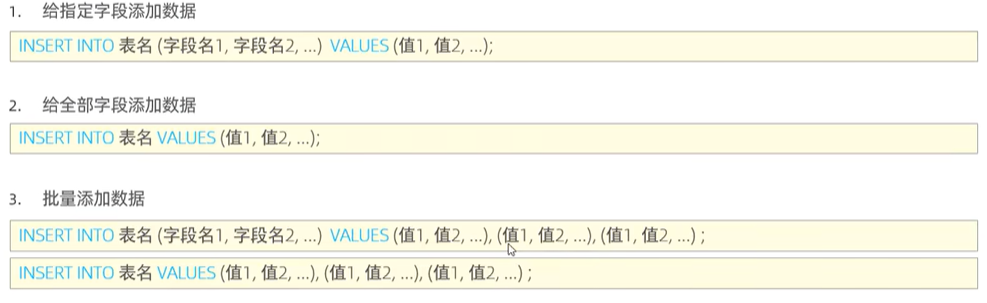 1. 给指定字段添加数据
INSERT INTO 表名 (字段名1, 字段名2, ...) VALUES (值1, 值2, ...);
2. 给全部字段添加数据
INSERT INTO 表名 VALUES (值1, 值2, ...);
3. 批量添加数据
INSERT INTO 表名 (字段名1, 字段名2, ...) VALUES (值1, 值2, ...), (值1, 值2, ...), (值1, 值2, ...) ;
INSERT INTO 表名 VALUES (值1, 值2, ...), (值1, 值2, ...), (值1, 值2, ...) ;